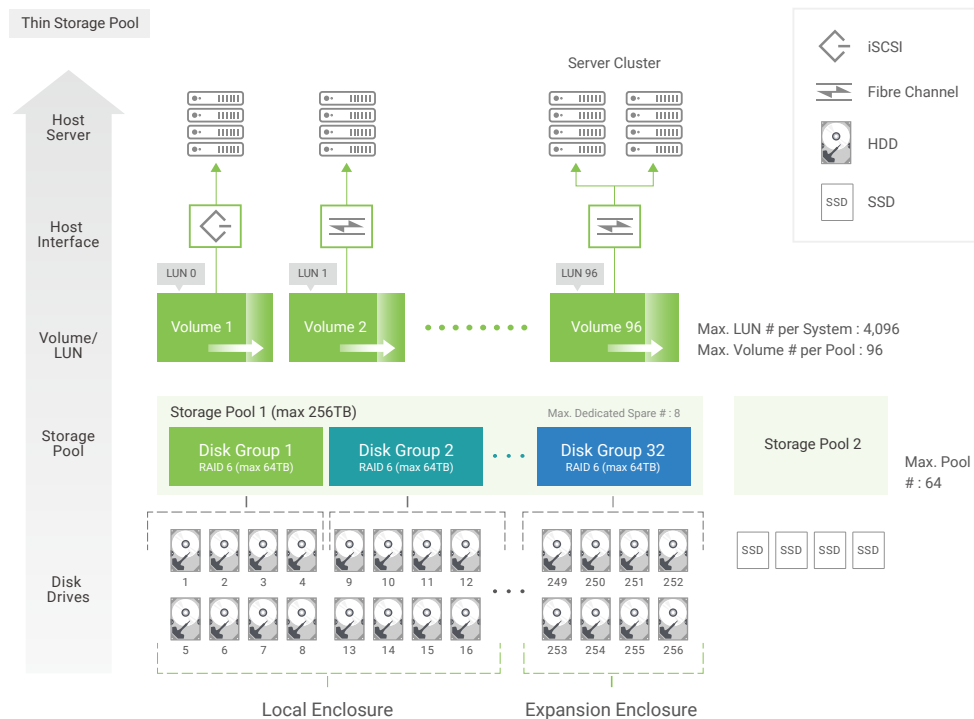 Thin Storage Pool
iSCSI
Fibre Channel
HDD
SSD
SSD
Host
Server
Server Cluster
Host
Interface
LUN 0
LUN 1
LUN 96
Volume/
LUN
Volume 1
Volume 2
Volume 96
Max. LUN # per System : 4,096
Max. Volume # per Pool : 96
Storage
Pool
Storage Pool 1 (max 256TB)
Max. Dedicated Spare # : 8
Disk Group 1
RAID 6 (max 64TB)
Disk Group 2
RAID 6 (max 64TB)
Disk Group 32
RAID 6 (max 64TB)
Storage Pool 2
Max. Pool
# : 64
Disk
Drives
1 2 3 4 9 10 11 12 249 250 251 252
SSD SSD SSD SSD
5 6 7 8 13 14 15 16 253 254 255 256
Local Enclosure
Expansion Enclosure